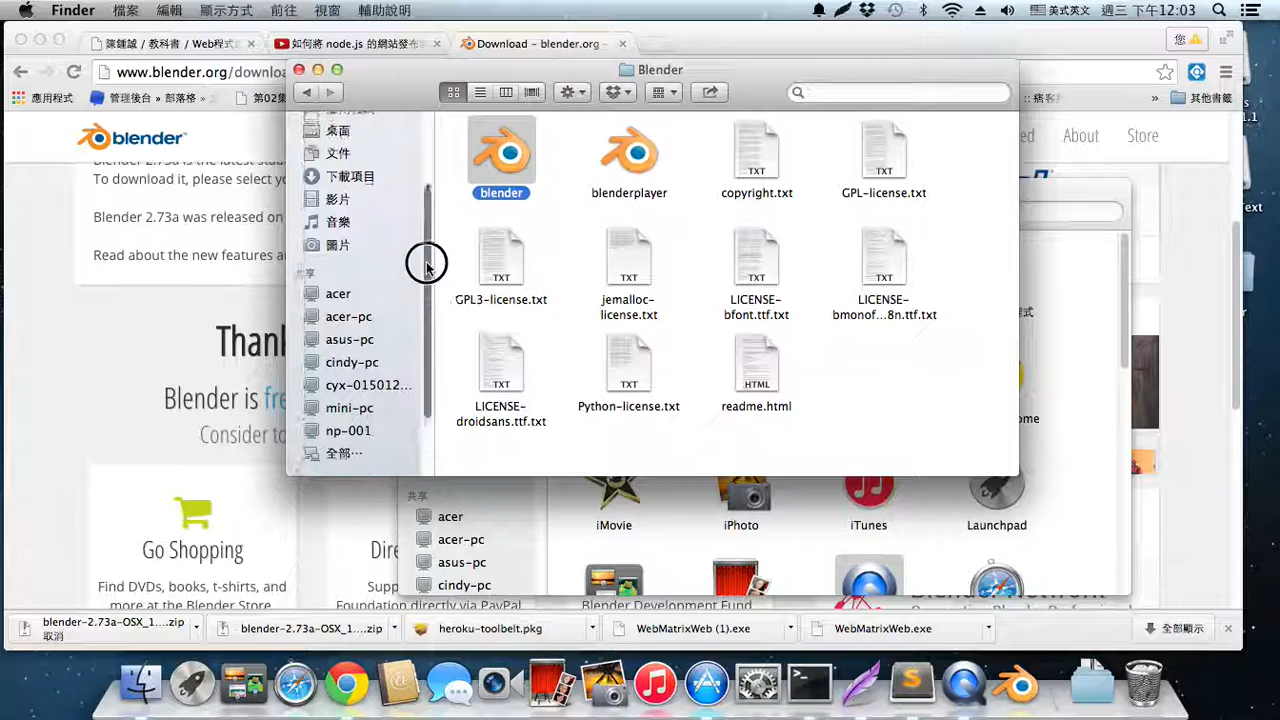 Finder 檔案 編輯 顯示方式 前往 視窗 輔助說明 美式英文 週三 下午12:03
陳鍾誠 / 教科書 / Web程式
如何將 node.js 的網站發布
Download – blender.org –
您
www.blender.org/downloa
應用程式 管理後台 » 部落格 » 第02集 :: 痞客 » 其他書籤
Blender
blender
About Store
To download it, please select yo
Blender 2.73a was released on
Read about the new features a
桌面
文件
下載項目
影片
音樂
圖片
共享
acer
acer-pc
asus-pc
cindy-pc
cyx-015012...
mini-pc
np-001
全部…
blender
blenderplayer
copyright.txt
GPL-license.txt
GPL3-license.txt
jemalloc-license.txt
LICENSE-bfont.ttf.txt
LICENSE-bmonof...8n.ttf.txt
LICENSE-droidsans.ttf.txt
Python-license.txt
readme.html
Thank
Blender is fre
Consider to
Go Shopping
Find DVDs, books, t-shirts, and
more at the Blender Store
Dire
Supp
Foundation directly via PayPal
共享
acer
acer-pc
asus-pc
cindy-pc
iMovie
iPhoto
iTunes
Launchpad
Blender Development Fund
blender-2.73a-OSX_1....zip
取消
blender-2.73a-OSX_1....zip
heroku-toolbelt.pkg
WebMatrixWeb (1).exe
WebMatrixWeb.exe
全部顯示